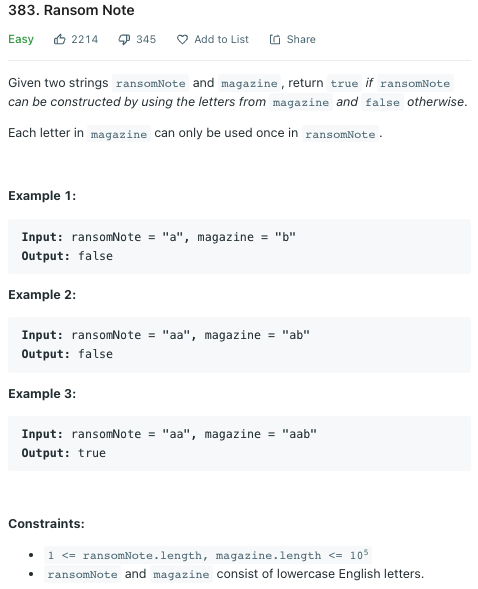 383. Ransom Note
Easy 2214 345 Add to List Share
Given two strings ransomNote and magazine, return true if ransomNote
can be constructed by using the letters from magazine and false otherwise.
Each letter in magazine can only be used once in ransomNote.
Example 1:
Input: ransomNote = "a", magazine = "b"
Output: false
Example 2:
Input: ransomNote = "aa", magazine = "ab"
Output: false
Example 3:
Input: ransomNote = "aa", magazine = "aab"
Output: true
Constraints:
• 1 <= ransomNote.length, magazine.length <= 10⁵
• ransomNote and magazine consist of lowercase English letters.